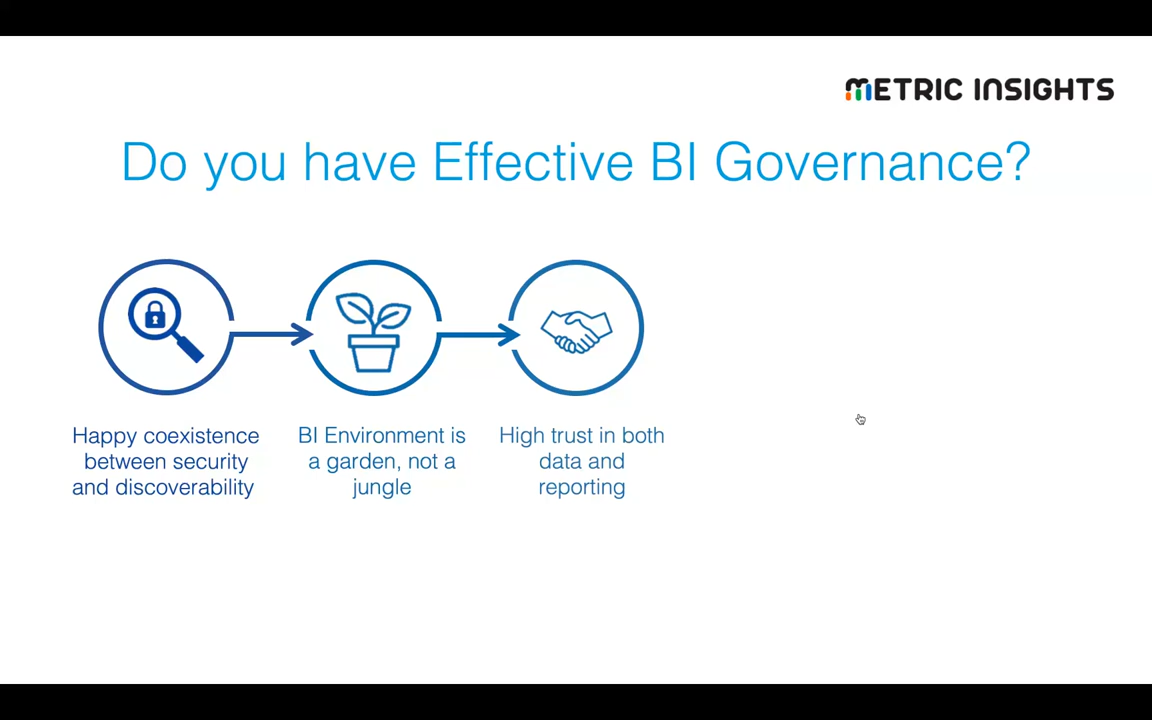 METRIC INSIGHTS
Do you have Effective BI Governance?
Happy coexistence
between security
and discoverability
BI Environment is
a garden, not a
jungle
High trust in both
data and
reporting